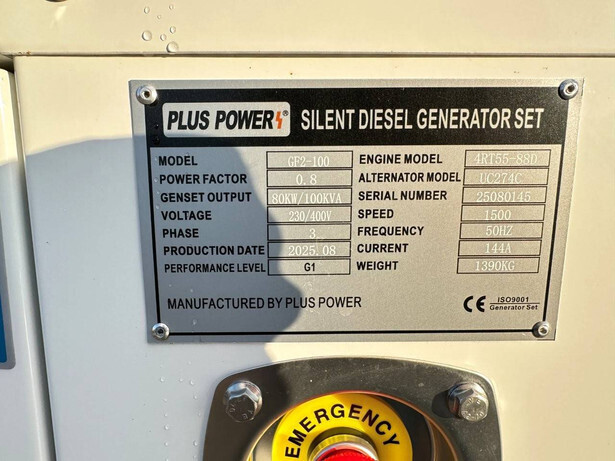 PLUS POWER® SILENT DIESEL GENERATOR SET
MODEL GF2-100 ENGINE MODEL 4RT55-88D
POWER FACTOR 0.8 ALTERNATOR MODEL UC274C
GENSET OUTPUT 80KW/100KVA SERIAL NUMBER 25080145
VOLTAGE 230/400V SPEED 1500
PHASE 3 FREQUENCY 50HZ
PRODUCTION DATE 2025.08 CURRENT 144A
PERFORMANCE LEVEL G1 WEIGHT 1390KG
MANUFACTURED BY PLUS POWER CE ISO9001
Generator Set
EMERGENCY